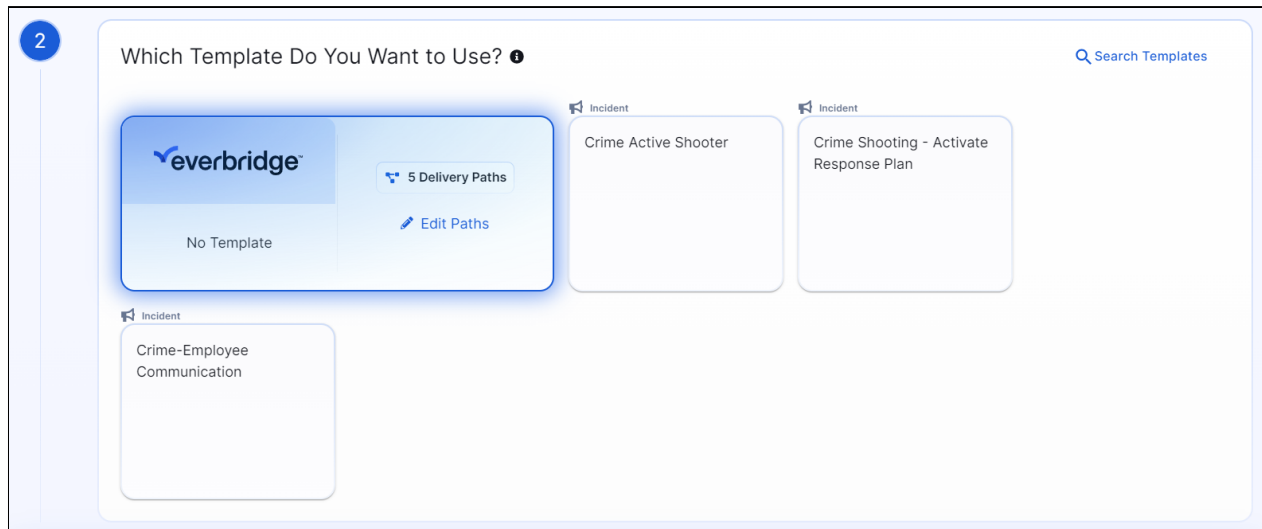 2
Which Template Do You Want to Use?
Search Templates
everbridge™
No Template
5 Delivery Paths
Edit Paths
Incident
Crime Active Shooter
Incident
Crime Shooting - Activate
Response Plan
Incident
Crime-Employee
Communication